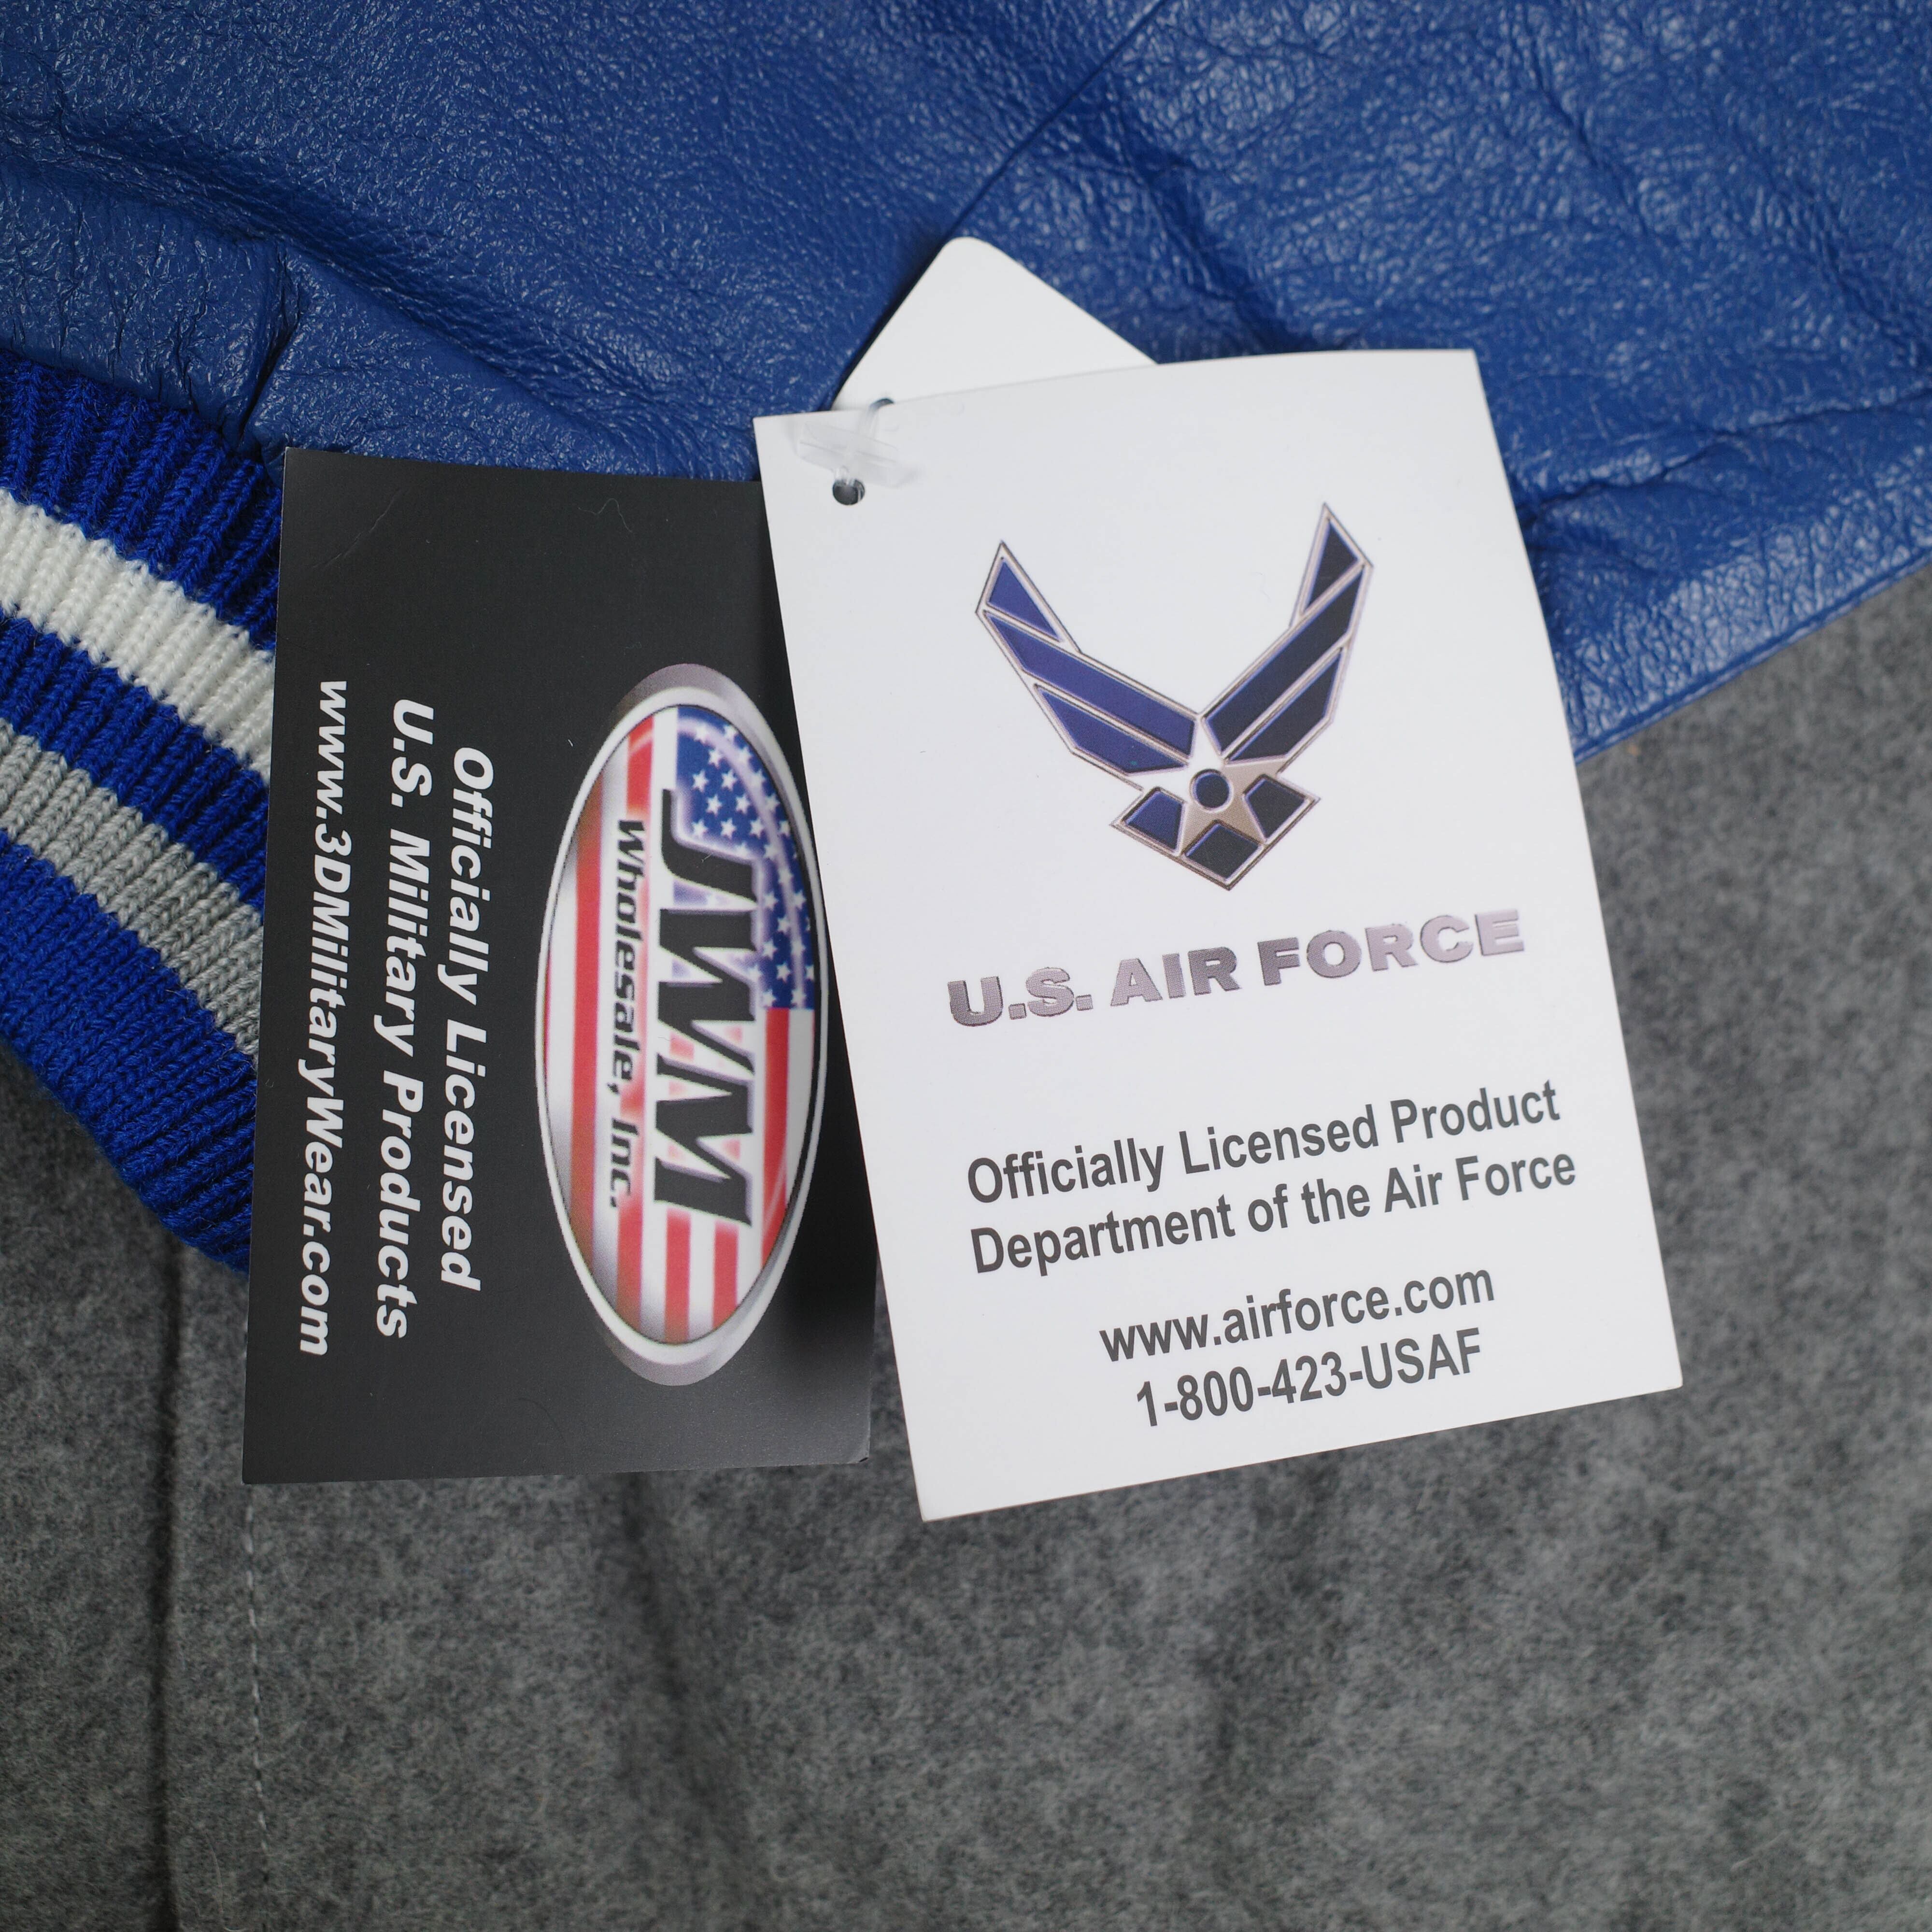 JWM
Wholesale, Inc.
Officially Licensed
U.S. Military Products
www.3DMilitaryWear.com
U.S. AIR FORCE
Officially Licensed Product
Department of the Air Force
www.airforce.com
1-800-423-USAF